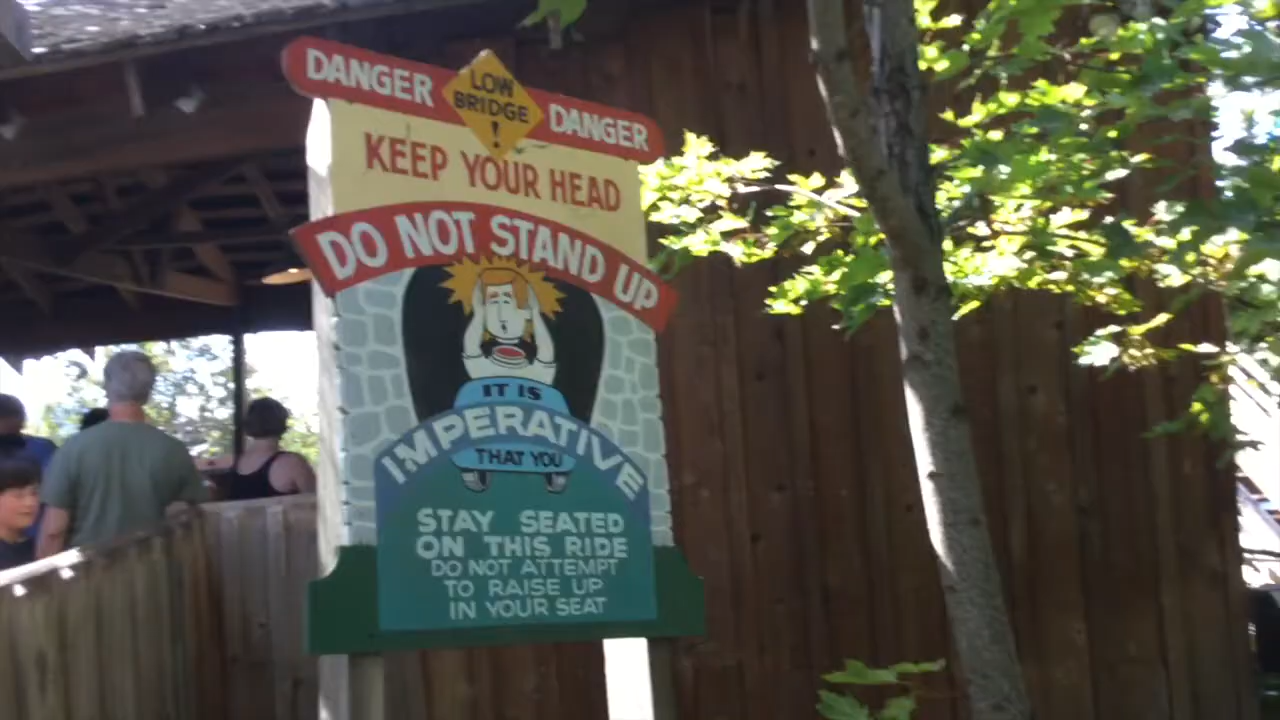 DANGER LOW BRIDGE ! DANGER
KEEP YOUR HEAD
DO NOT STAND UP
IT IS
IMPERATIVE
THAT YOU
STAY SEATED
ON THIS RIDE
DO NOT ATTEMPT
TO RAISE UP
IN YOUR SEAT